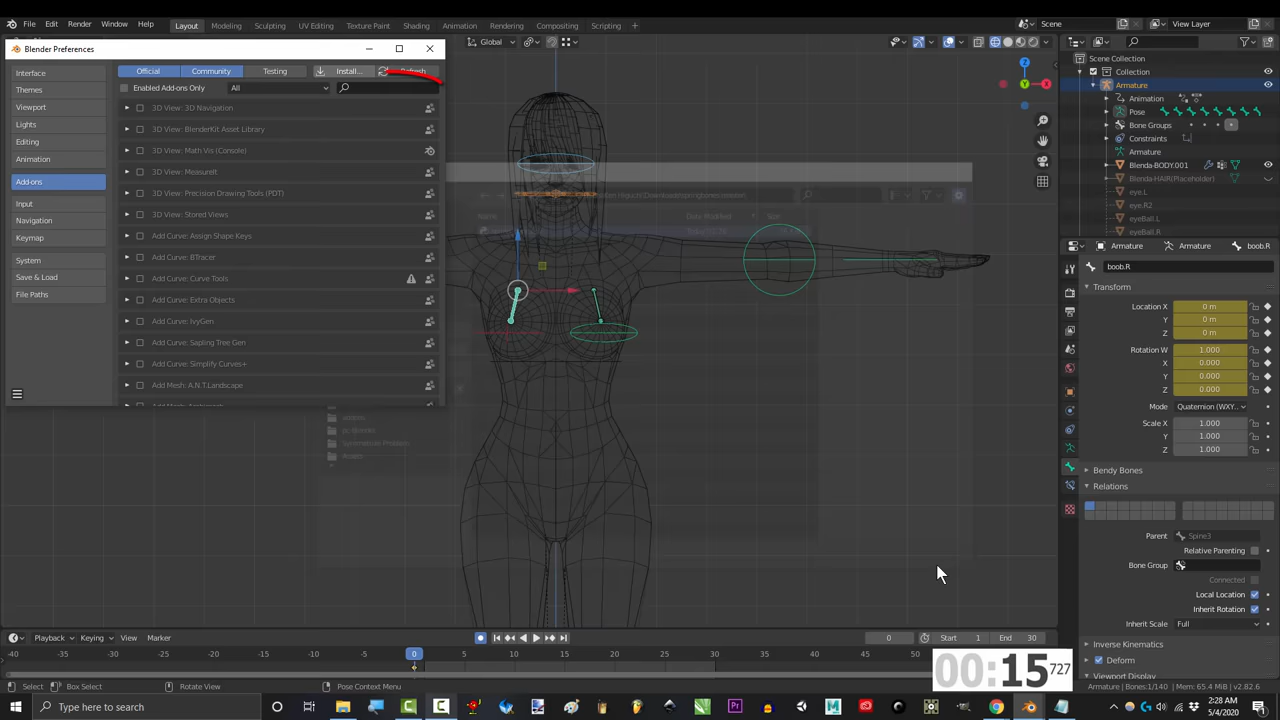 File Edit Render Window Help Layout Modeling Sculpting UV Editing Texture Paint Shading Animation Rendering Compositing Scripting Scene View Layer
Blender Preferences
Global
Interface
Themes
Viewport
Lights
Editing
Animation
Add-ons
Input
Navigation
Keymap
System
Save & Load
File Paths
Official Community Testing Install... Refresh
Enabled Add-ons Only All
3D View: 3D Navigation
3D View: BlenderKit Asset Library
3D View: Math Vis (Console)
3D View: MeasureIt
3D View: Precision Drawing Tools (PDT)
3D View: Stored Views
Add Curve: Assign Shape Keys
Add Curve: BTracer
Add Curve: Curve Tools
Add Curve: Extra Objects
Add Curve: IvyGen
Add Curve: Sapling Tree Gen
Add Curve: Simplify Curves+
Add Mesh: A.N.T.Landscape
Name Date Modified Size
Z
Y
X
Scene Collection
Collection
Armature
Animation
Pose
Bone Groups
Constraints
Armature
Blenda-BODY.001
Blenda-HAIR(Placeholder)
eye.L
eye.R2
eyeBall.L
eyeBall.R
Armature Armature boob.R
boob.R
Transform
Location X 0 m
Y 0 m
Z 0 m
Rotation W 1.000
X 0.000
Y 0.000
Z 0.000
Mode Quaternion (WXY...
Scale X 1.000
Y 1.000
Z 1.000
Bendy Bones
Relations
Parent Spine3
Relative Parenting
Bone Group
Connected
Local Location
Inherit Rotation
Inherit Scale Full
Inverse Kinematics
Deform
Viewport Display
Playback Keying View Marker 0 Start 1 End 30
-40 -35 -30 -25 -20 -15 -10 -5 0 5 10 15 20 25 30 35 40 45 50
00:15 727
Select Box Select Rotate View Pose Context Menu Armature | Bones:1/140 | Mem: 65.4 MiB | v2.82.6
Type here to search
2:28 AM
5/4/2020